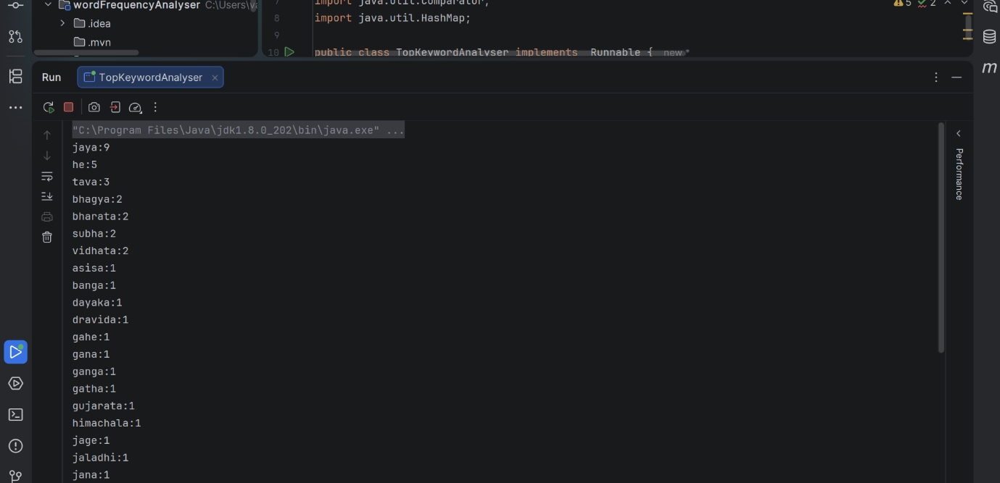 wordFrequencyAnalyser C:\Users\va
.idea
.mvn
7 import java.util.Comparator;
8 import java.util.HashMap;
9
10 public class TopKeywordAnalyser implements Runnable { new *
5 2
Run TopKeywordAnalyser
"C:\Program Files\Java\jdk1.8.0_202\bin\java.exe" ...
jaya:9
he:5
tava:3
bhagya:2
bharata:2
subha:2
vidhata:2
asisa:1
banga:1
dayaka:1
dravida:1
gahe:1
gana:1
ganga:1
gatha:1
gujarata:1
himachala:1
jage:1
jaladhi:1
jana:1
Performance
m